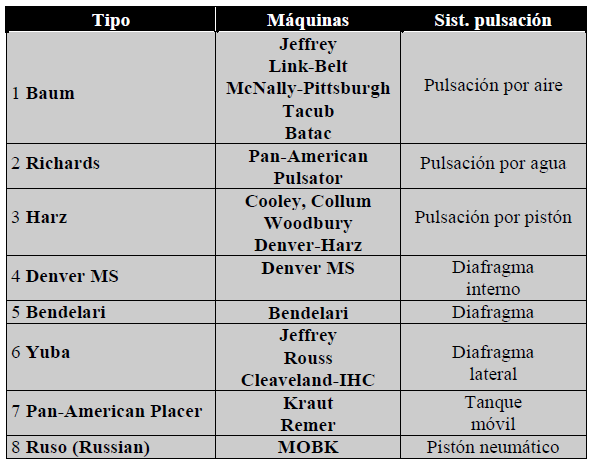 Tipo Máquinas Sist. pulsación
1 Baum
Jeffrey
Link-Belt
McNally-Pittsburgh
Tacub
Batac
Pulsación por aire
2 Richards
Pan-American
Pulsator
Pulsación por agua
3 Harz
Cooley, Collum
Woodbury
Denver-Harz
Pulsación por pistón
4 Denver MS
Denver MS
Diafragma
interno
5 Bendelari
Bendelari
Diafragma
6 Yuba
Jeffrey
Rouss
Cleaveland-IHC
Diafragma
lateral
7 Pan-American Placer
Kraut
Remer
Tanque
móvil
8 Ruso (Russian)
MOBK
Pistón neumático